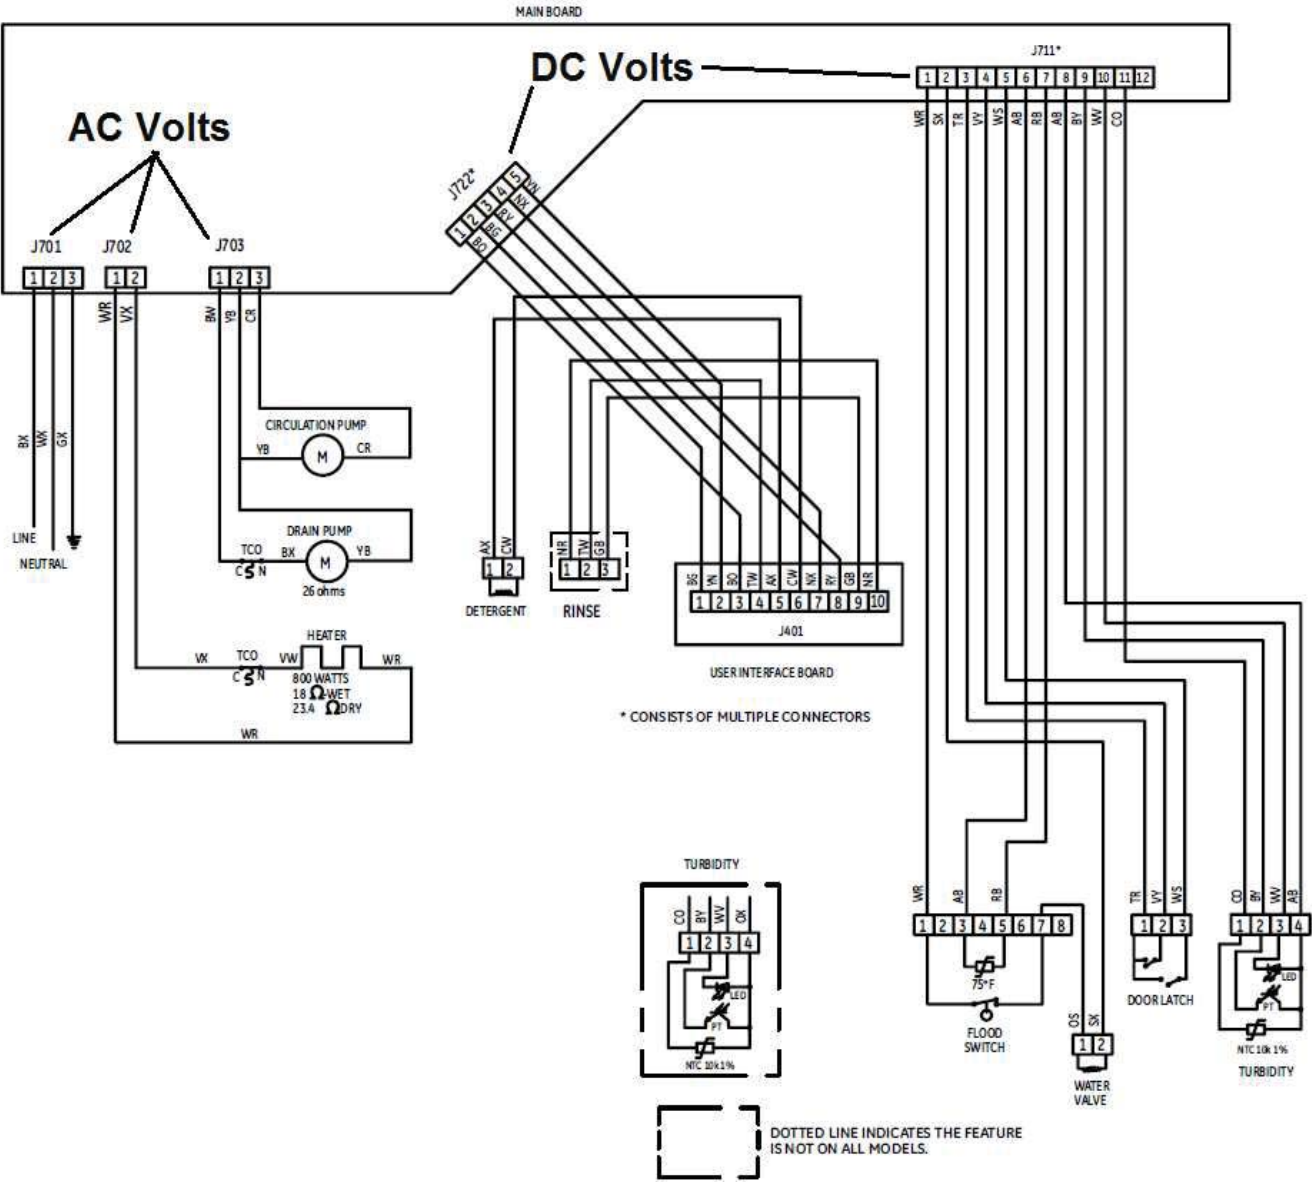 MAIN BOARD
DC Volts
J711*
1 2 3 4 5 6 7 8 9 10 11 12
WR SX TR VY WS AB RB AB BY WV CO
AC Volts
J722*
1 2 3 4 5
BO BG RY NX YN
J701 J702 J703
1 2 3
1 2
1 2 3
WR VX
BW YB CR
BX WX GX
LINE
NEUTRAL
CIRCULATION PUMP
YB M CR
DRAIN PUMP
TCO BX M YB
C N
26 ohms
HEATER
VX TCO VW WR
C N
800 WATTS
18 Ω-WET
23.4 Ω DRY
WR
AX CW
1 2
DETERGENT
NR TW GB
1 2 3
RINSE
BG YN BO TW AX CW NX RY GB NR
1 2 3 4 5 6 7 8 9 10
J401
USER INTERFACE BOARD
* CONSISTS OF MULTIPLE CONNECTORS
TURBIDITY
CO BY WV OX
1 2 3 4
LED
PT
NTC 10k 1%
WR AB RB
1 2 3 4 5 6 7 8
75°F
FLOOD
SWITCH
OS SX
1 2
WATER
VALVE
TR VY WS
1 2 3
DOOR LATCH
CO BY WV AB
1 2 3 4
LED
PT
NTC 10k 1%
TURBIDITY
DOTTED LINE INDICATES THE FEATURE
IS NOT ON ALL MODELS.